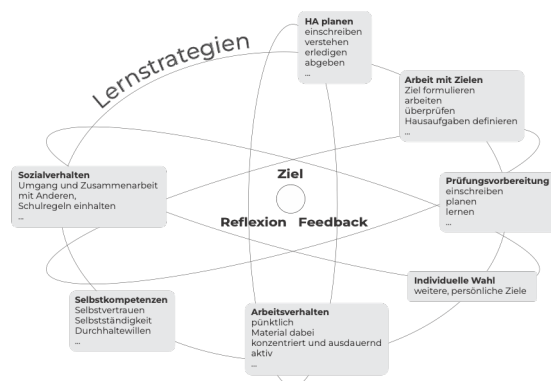 Lernstrategien
HA planen
einschreiben
verstehen
erledigen
abgeben
...
Arbeit mit Zielen
Ziel formulieren
arbeiten
überprüfen
Hausaufgaben definieren
...
Sozialverhalten
Umgang und Zusammenarbeit
mit Anderen,
Schulregeln einhalten
...
Ziel
Reflexion Feedback
Prüfungsvorbereitung
einschreiben
planen
lernen
...
Individuelle Wahl
weitere, persönliche Ziele
Selbstkompetenzen
Selbstvertrauen
Selbstständigkeit
Durchhaltewillen
...
Arbeitsverhalten
pünktlich
Material dabei
konzentriert und ausdauernd
aktiv
...